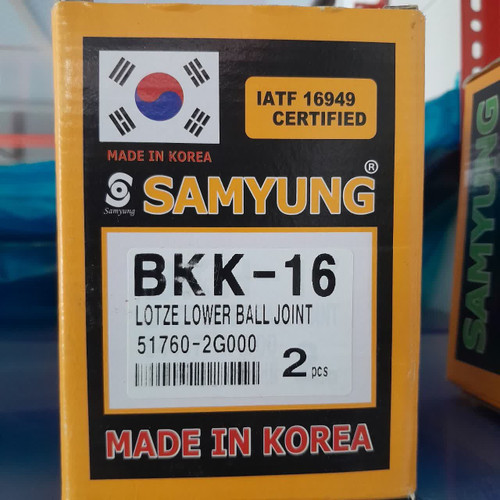 IATF 16949
CERTIFIED
MADE IN KOREA
Samyung
SAMYUNG®
BKK-16
LOTZE LOWER BALL JOINT
51760-2G000
2 pcs
MADE IN KOREA
SAMYUNG